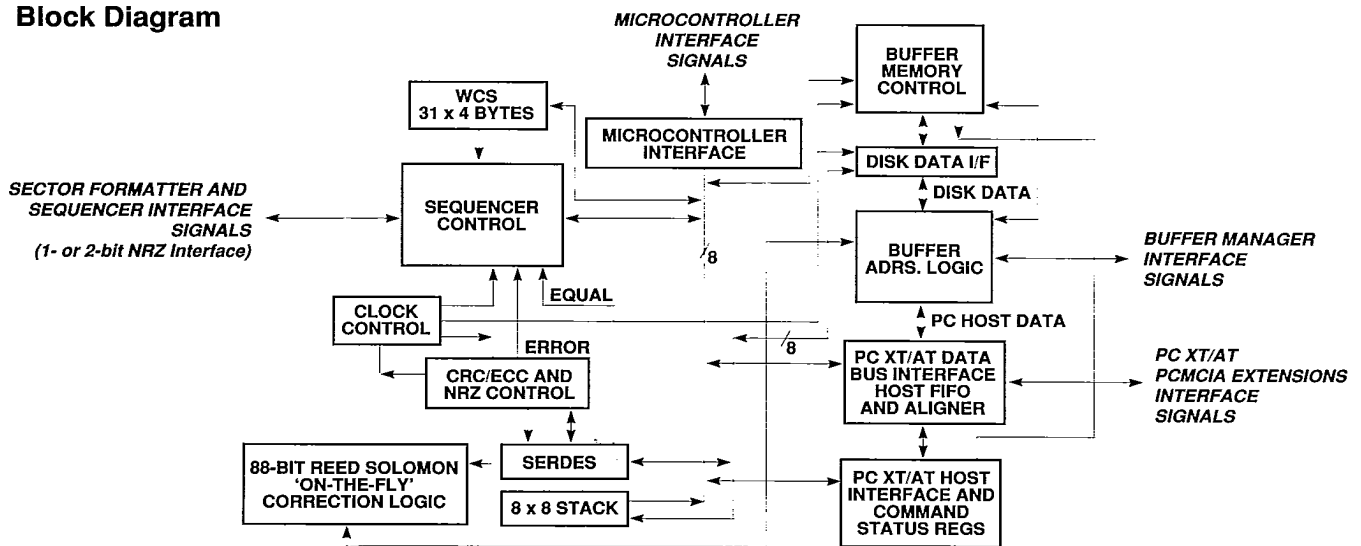 Block Diagram
MICROCONTROLLER
INTERFACE
SIGNALS
BUFFER
MEMORY
CONTROL
WCS
31 x 4 BYTES
MICROCONTROLLER
INTERFACE
DISK DATA I/F
DISK DATA
SECTOR FORMATTER AND
SEQUENCER INTERFACE
SIGNALS
(1- or 2-bit NRZ Interface)
SEQUENCER
CONTROL
8
BUFFER
ADRS. LOGIC
BUFFER MANAGER
INTERFACE
SIGNALS
EQUAL
CLOCK
CONTROL
PC HOST DATA
8
ERROR
CRC/ECC AND
NRZ CONTROL
PC XT/AT DATA
BUS INTERFACE
HOST FIFO
AND ALIGNER
PC XT/AT
PCMCIA EXTENSIONS
INTERFACE
SIGNALS
88-BIT REED SOLOMON
'ON-THE-FLY'
CORRECTION LOGIC
SERDES
8 x 8 STACK
PC XT/AT HOST
INTERFACE AND
COMMAND
STATUS REGS